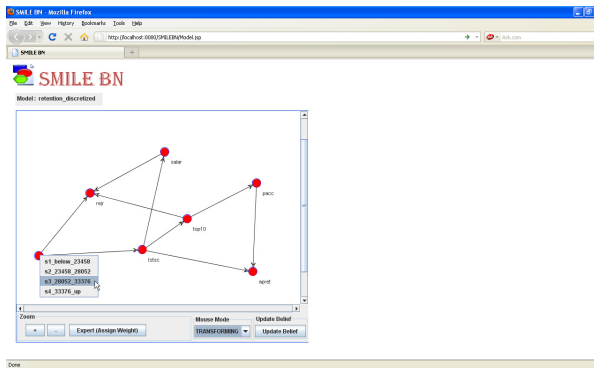 SMILE BN - Mozilla Firefox
File Edit View History Bookmarks Tools Help
http://localhost:8080/SMILEBN/Model.jsp
Ask.com
SMILE BN
SMILE BN
Model : retention_discretized
salar
pacc
rejr
top10
tstsc
apret
s1_below_23458
s2_23458_28052
s3_28052_33376
s4_33376_up
Zoom
Mouse Mode
Update Belief
+
-
Expert (Assign Weight)
TRANSFORMING
Update Belief
Done